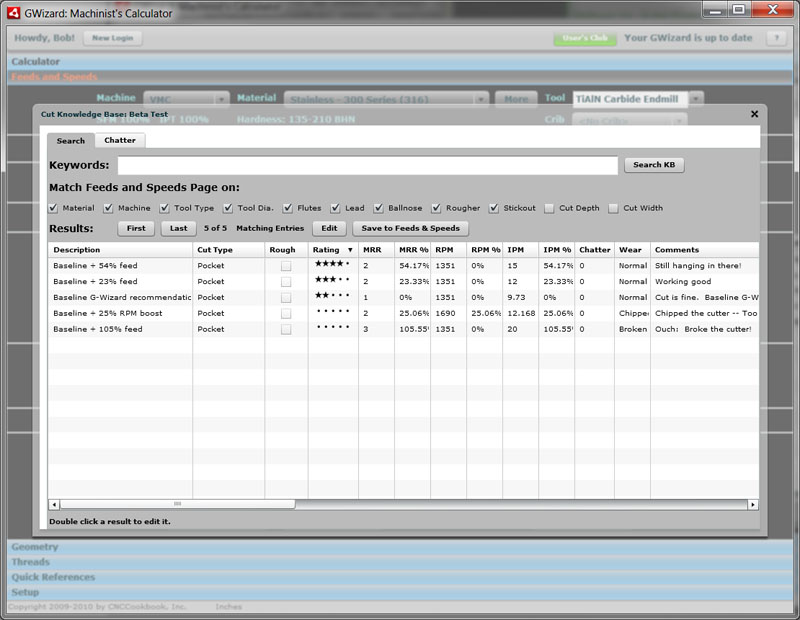 GWizard: Machinist's Calculator
Howdy, Bob! New Login User's Club Your GWizard is up to date ?
Calculator
Feeds and Speeds
Machine VMC Material Stainless - 300 Series (316) More Tool TiAlN Carbide Endmill
SFM 100% IPT 100% Hardness: 135-210 BHN Crib <No Crib>
Cut Knowledge Base: Beta Test
Search Chatter
Keywords: Search KB
Match Feeds and Speeds Page on:
Material Machine Tool Type Tool Dia. Flutes Lead Ballnose Rougher Stickout Cut Depth Cut Width
Results: First Last 5 of 5 Matching Entries Edit Save to Feeds & Speeds
Description Cut Type Rough Rating ▼ MRR MRR % RPM RPM % IPM IPM % Chatter Wear Comments
Baseline + 54% feed Pocket ★★★★• 2 54.17% 1351 0% 15 54.17% 0 Normal Still hanging in there!
Baseline + 23% feed Pocket ★★★•• 2 23.33% 1351 0% 12 23.33% 0 Normal Working good
Baseline G-Wizard recommendatic Pocket ★★••• 1 0% 1351 0% 9.73 0% 0 Normal Cut is fine. Baseline G-W
Baseline + 25% RPM boost Pocket ••••• 2 25.06% 1690 25.06% 12.168 25.06% 0 Chippe Chipped the cutter -- Too
Baseline + 105% feed Pocket ••••• 3 105.55% 1351 0% 20 105.55% 0 Broken Ouch: Broke the cutter!
Double click a result to edit it.
Geometry
Threads
Quick References
Setup
Copyright 2009-2010 by CNCCookbook, Inc. Inches